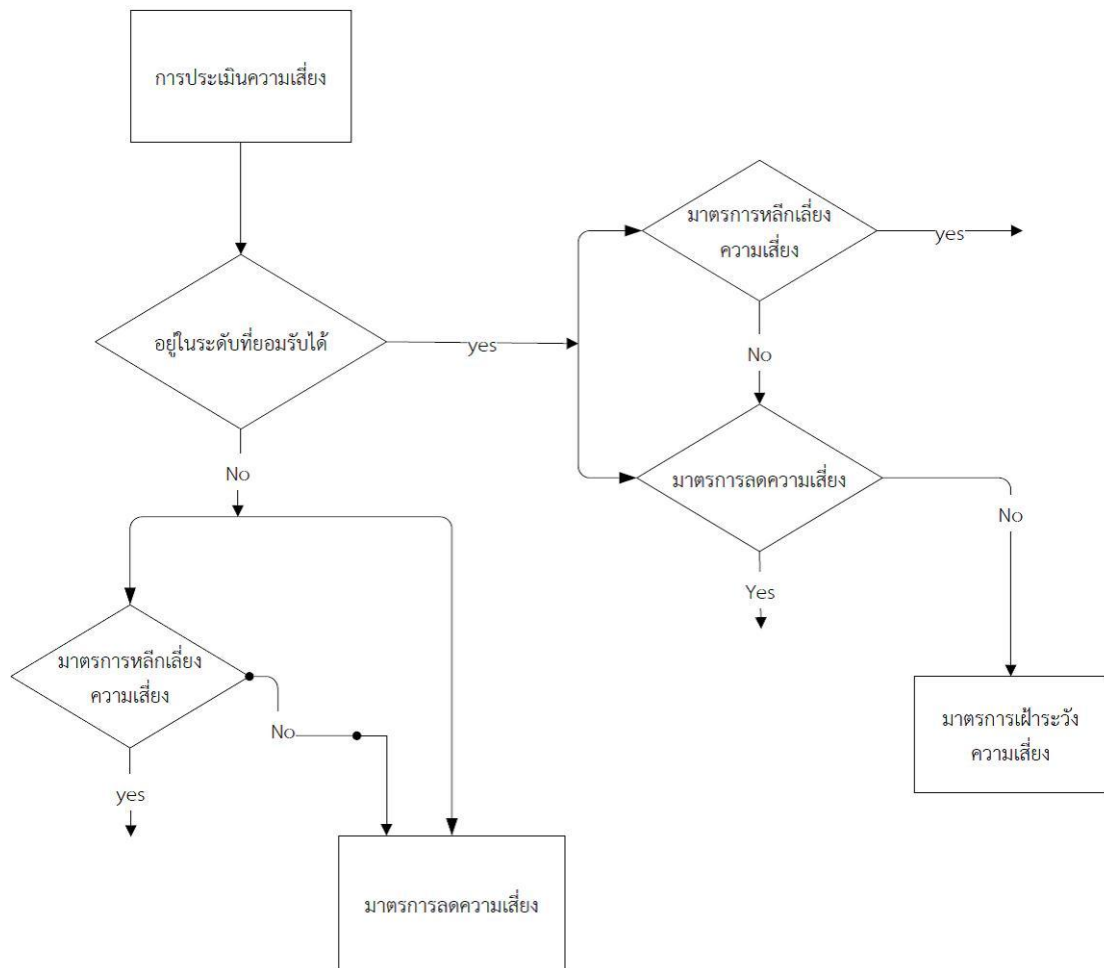 การประเมินความเสี่ยง
มาตรการหลีกเลี่ยง
ความเสี่ยง
yes
อยู่ในระดับที่ยอมรับได้
yes
No
มาตรการลดความเสี่ยง
No
No
Yes
มาตรการหลีกเลี่ยง
ความเสี่ยง
No
yes
มาตรการเฝ้าระวัง
ความเสี่ยง
มาตรการลดความเสี่ยง